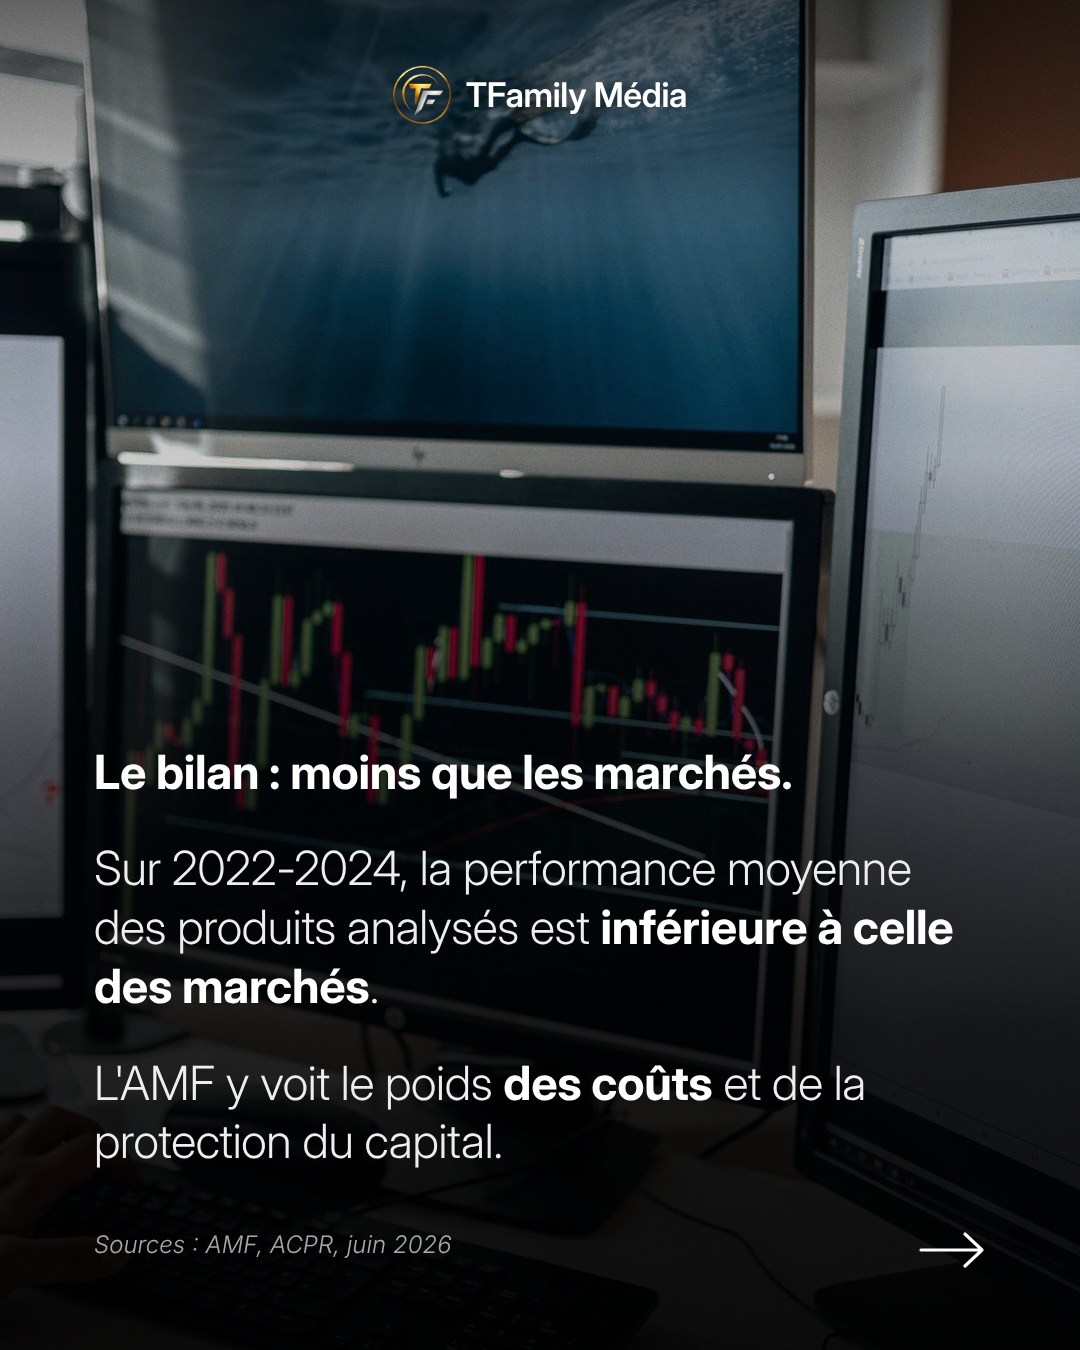 TFamily Média
Le bilan : moins que les marchés.
Sur 2022-2024, la performance moyenne
des produits analysés est inférieure à celle
des marchés.
L'AMF y voit le poids des coûts et de la
protection du capital.
Sources : AMF, ACPR, juin 2026